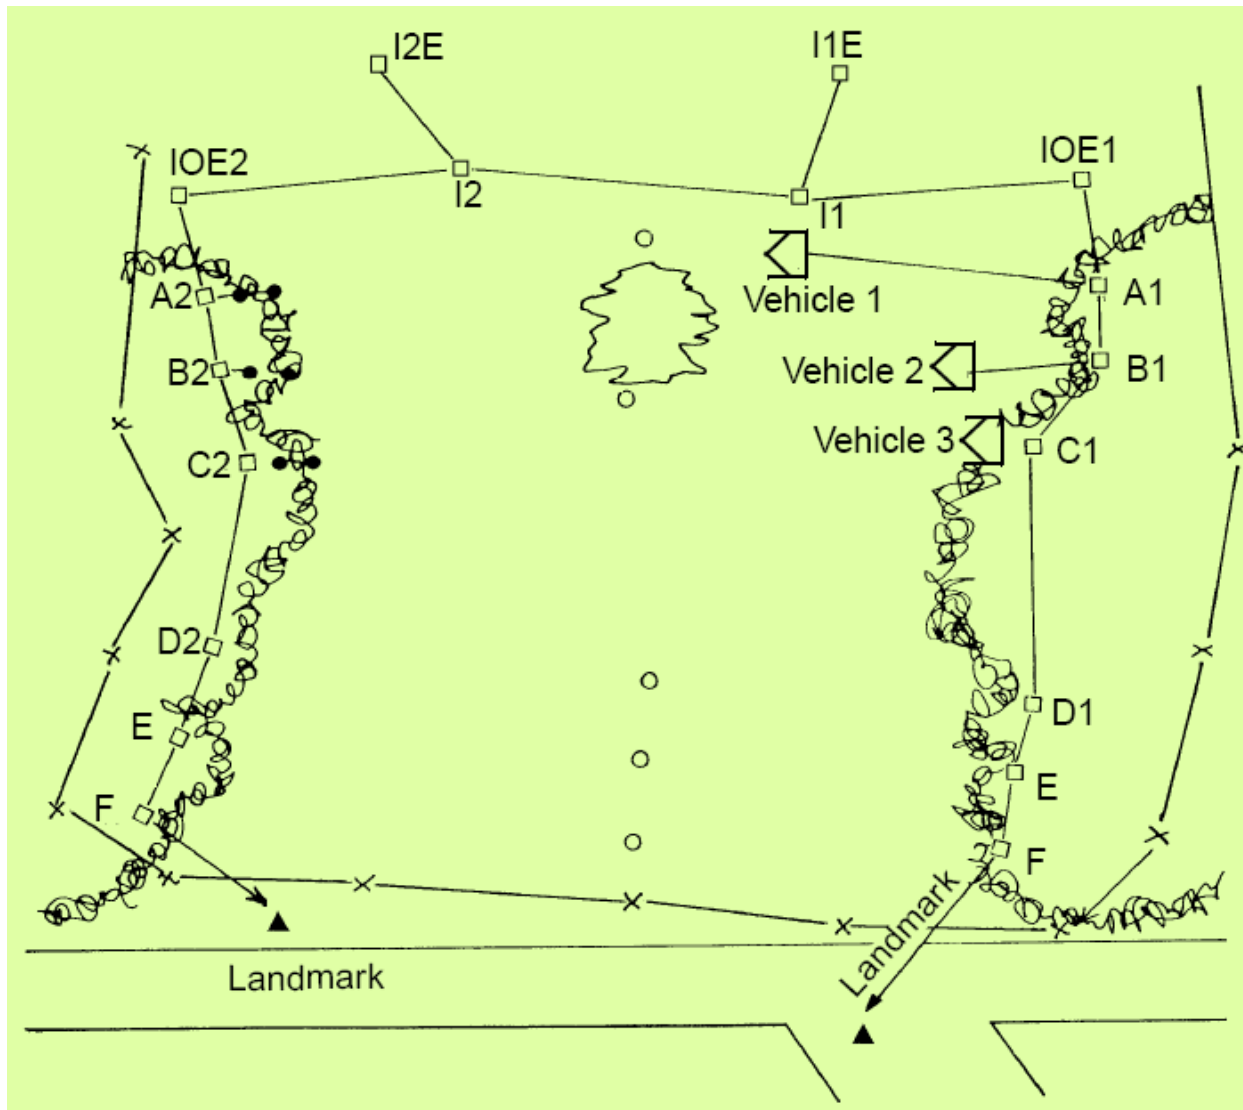 I2E
I1E
IOE2
IOE1
I2
I1
A2
Vehicle 1
A1
B2
Vehicle 2
B1
Vehicle 3
C2
C1
D2
D1
E
E
F
F
Landmark
Landmark